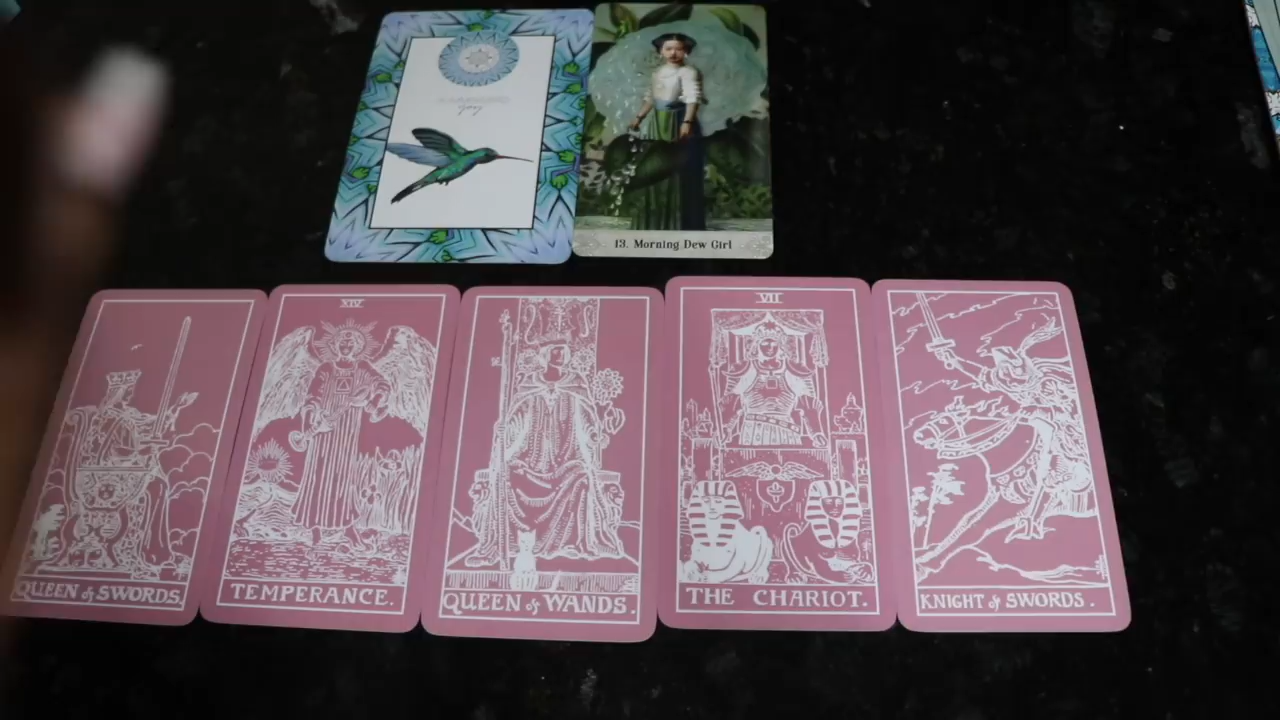 13. Morning Dew Girl
XIV
VII
QUEEN of SWORDS.
TEMPERANCE.
QUEEN of WANDS.
THE CHARIOT.
KNIGHT of SWORDS.